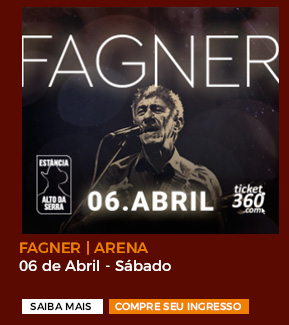 FAGNER
ESTÂNCIA
ALTO DA
SERRA
06.ABRIL
ticket
360
.com
FAGNER | ARENA
06 de Abril - Sábado
SAIBA MAIS
COMPRE SEU INGRESSO